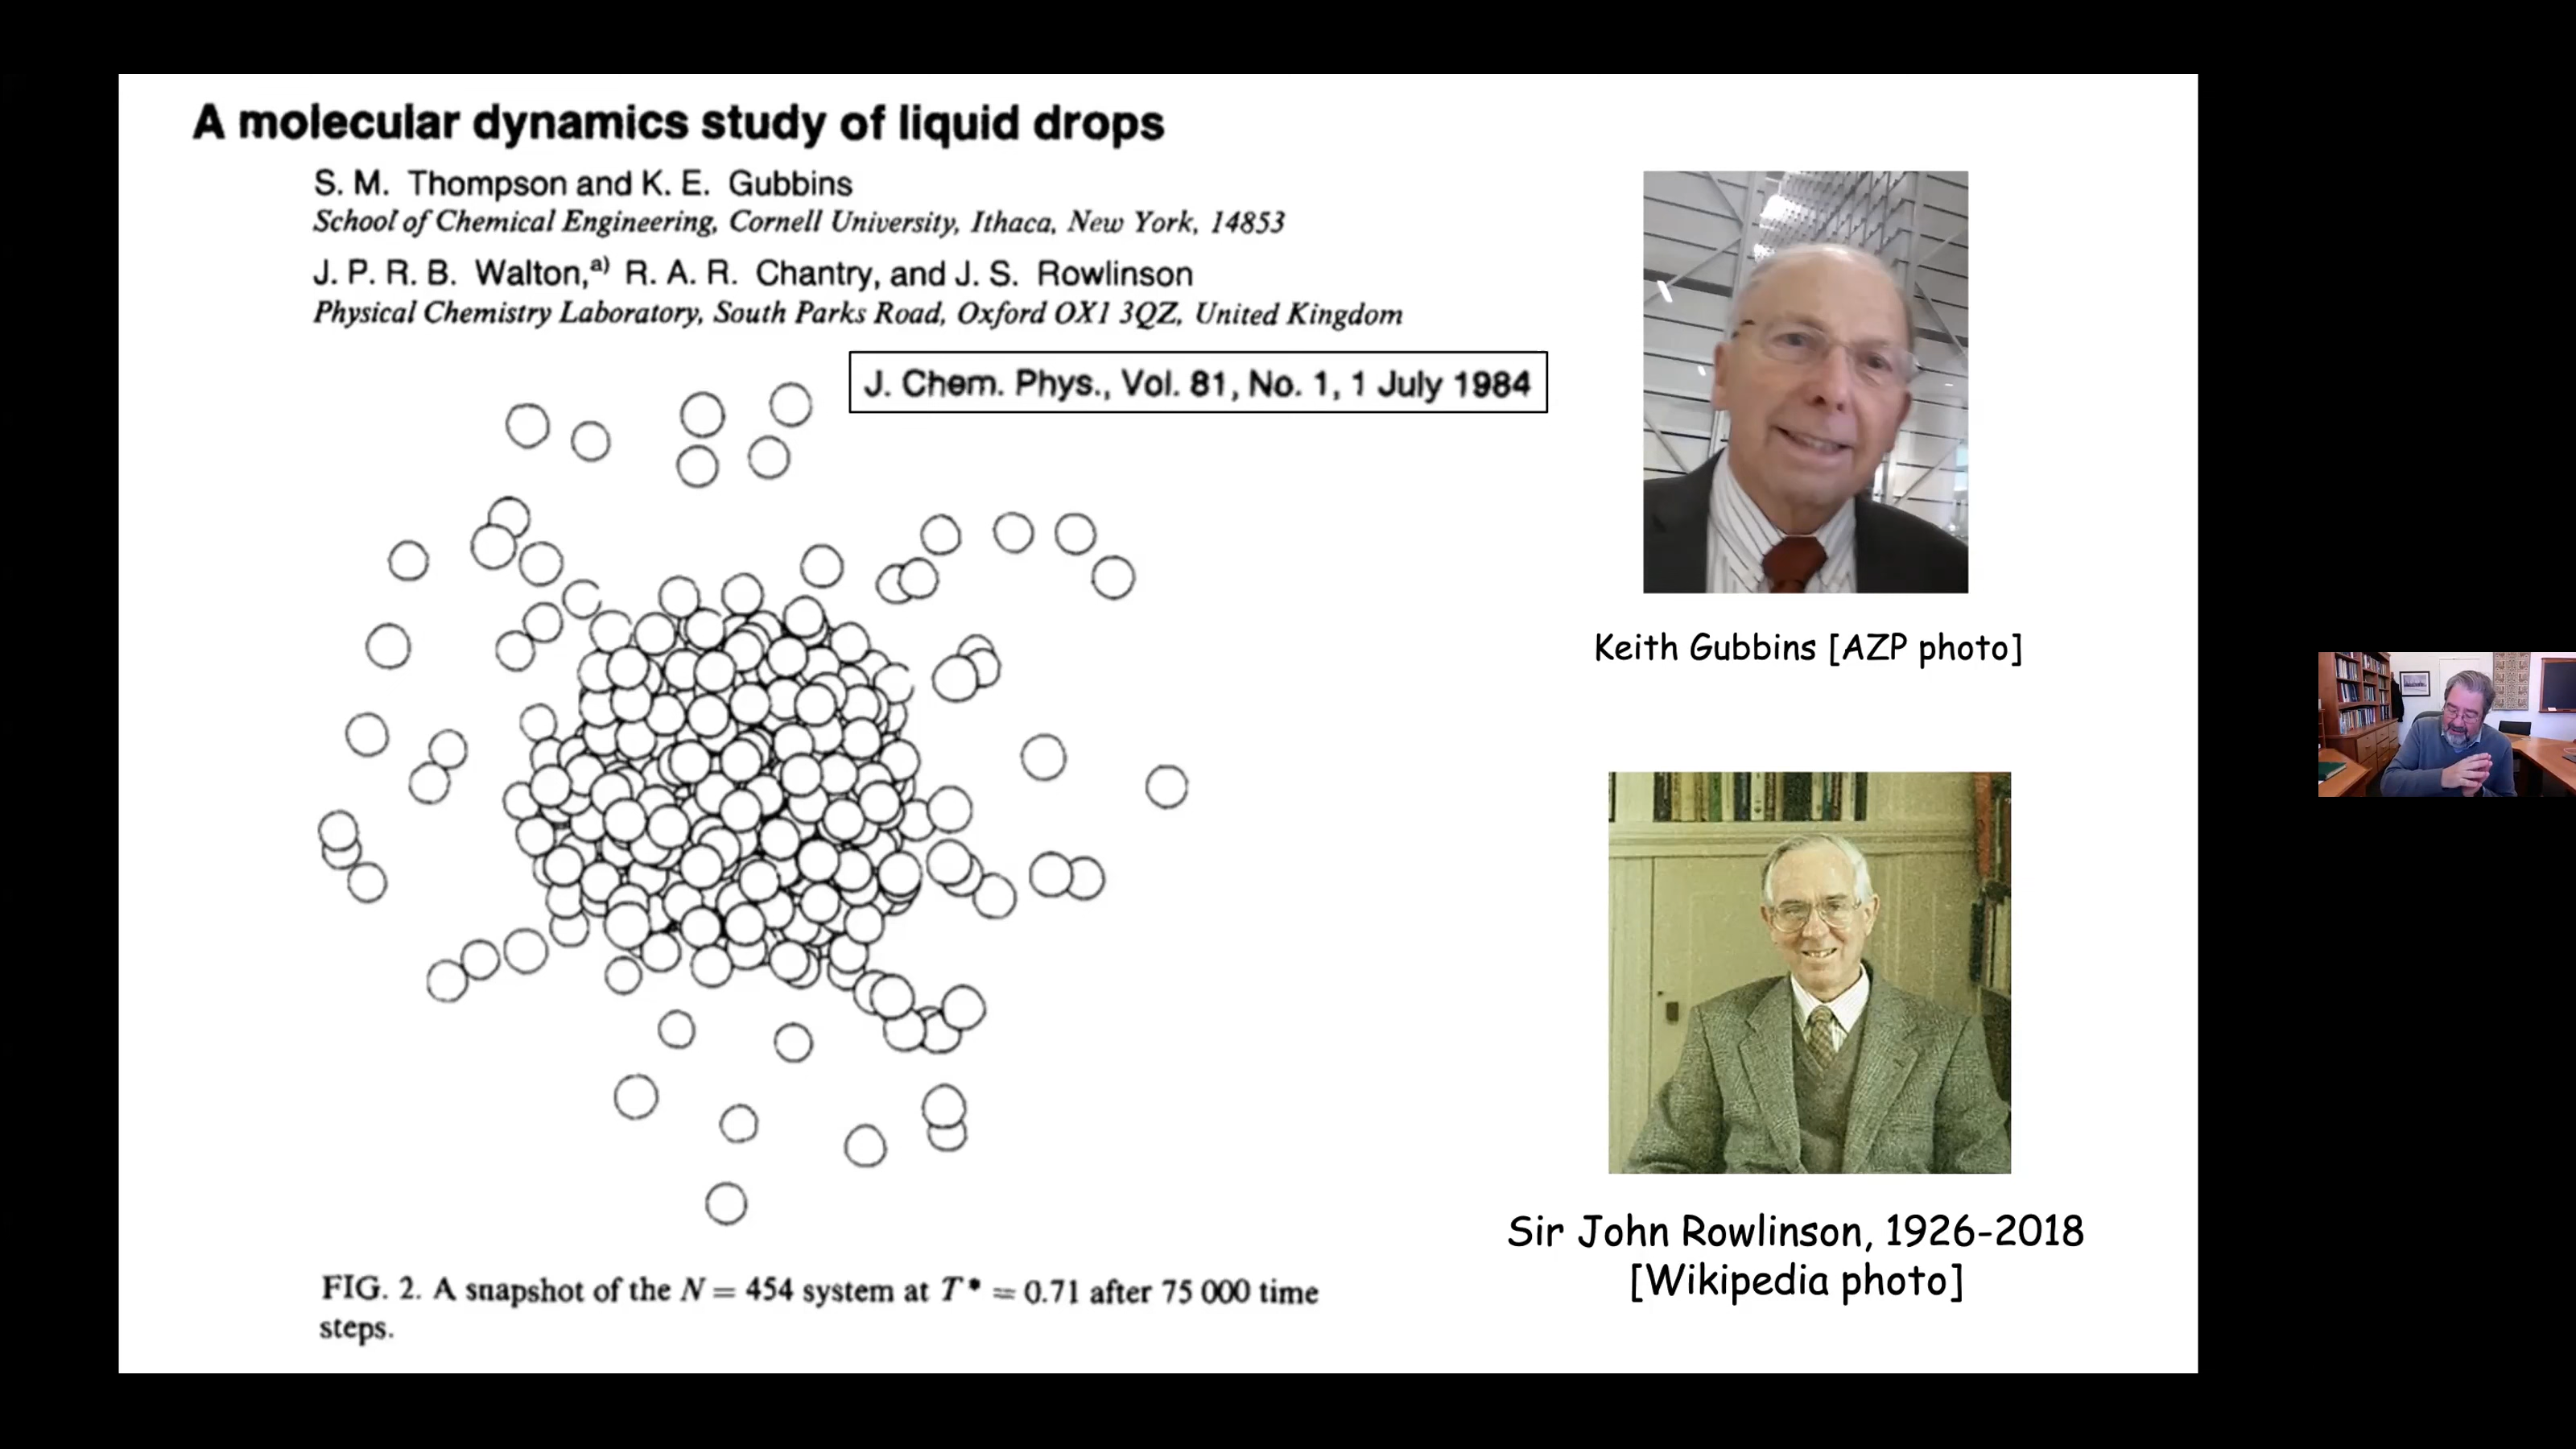 A molecular dynamics study of liquid drops
S. M. Thompson and K. E. Gubbins
School of Chemical Engineering, Cornell University, Ithaca, New York, 14853
J. P. R. B. Walton,a) R. A. R. Chantry, and J. S. Rowlinson
Physical Chemistry Laboratory, South Parks Road, Oxford OX1 3QZ, United Kingdom
J. Chem. Phys., Vol. 81, No. 1, 1 July 1984
Keith Gubbins [AZP photo]
Sir John Rowlinson, 1926-2018
[Wikipedia photo]
FIG. 2. A snapshot of the N = 454 system at T* = 0.71 after 75 000 time
steps.